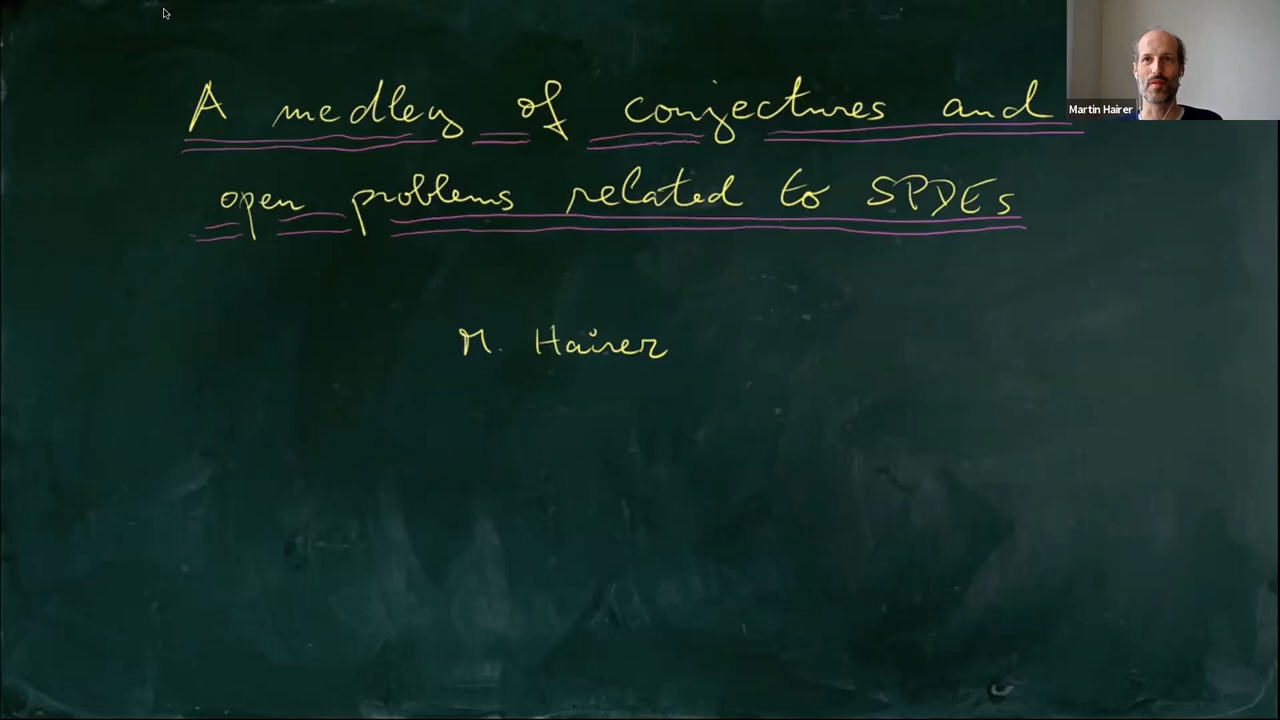 A medley of conjectures and
Martin Hairer
open problems related to SPDEs
M. Hairer